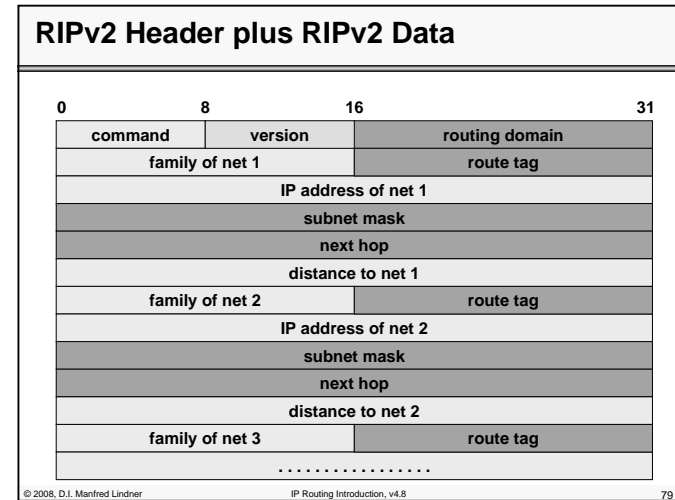 RIPv2 Header plus RIPv2 Data
0 8 16 31
command version routing domain
family of net 1 route tag
IP address of net 1
subnet mask
next hop
distance to net 1
family of net 2 route tag
IP address of net 2
subnet mask
next hop
distance to net 2
family of net 3 route tag
. . . . . . . . . . . . . . . .
© 2008, D.I. Manfred Lindner IP Routing Introduction, v4.8 79